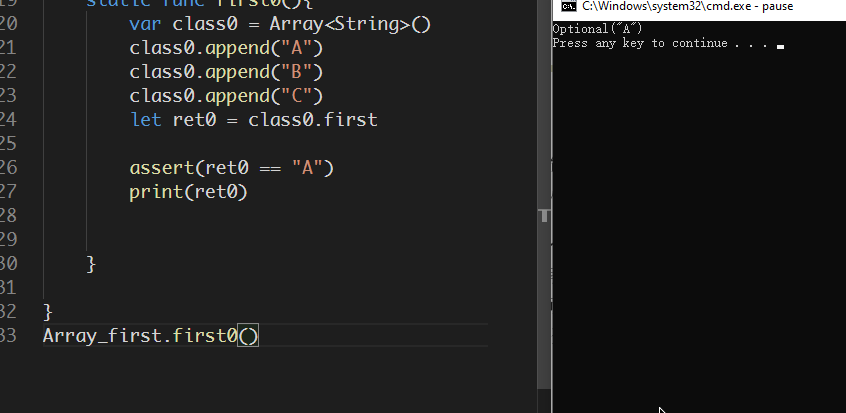 static func first0(){
20 var class0 = Array<String>()
21 class0.append("A")
22 class0.append("B")
23 class0.append("C")
24 let ret0 = class0.first
25
26 assert(ret0 == "A")
27 print(ret0)
28
29
30 }
31
32 }
33 Array_first.first0()
C:\Windows\system32\cmd.exe - pause
Optional("A")
Press any key to continue . . .